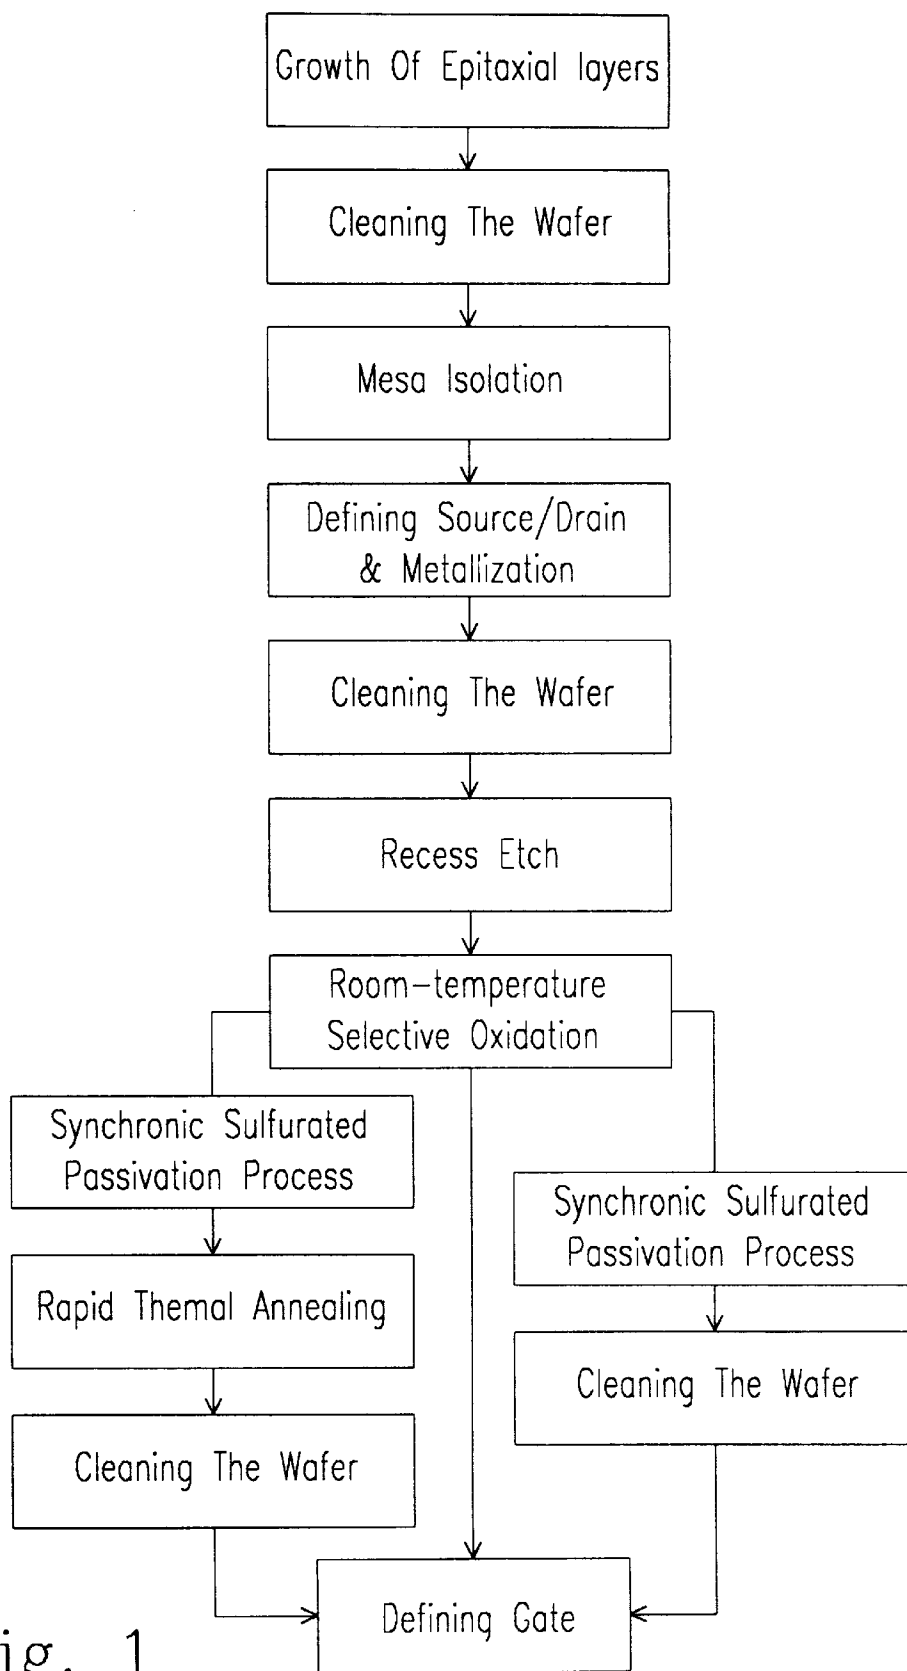 Growth Of Epitaxial layers
Cleaning The Wafer
Mesa Isolation
Defining Source/Drain
& Metallization
Cleaning The Wafer
Recess Etch
Room-temperature
Selective Oxidation
Synchronic Sulfurated
Passivation Process
Rapid Themal Annealing
Cleaning The Wafer
Synchronic Sulfurated
Passivation Process
Cleaning The Wafer
Defining Gate
ig. 1